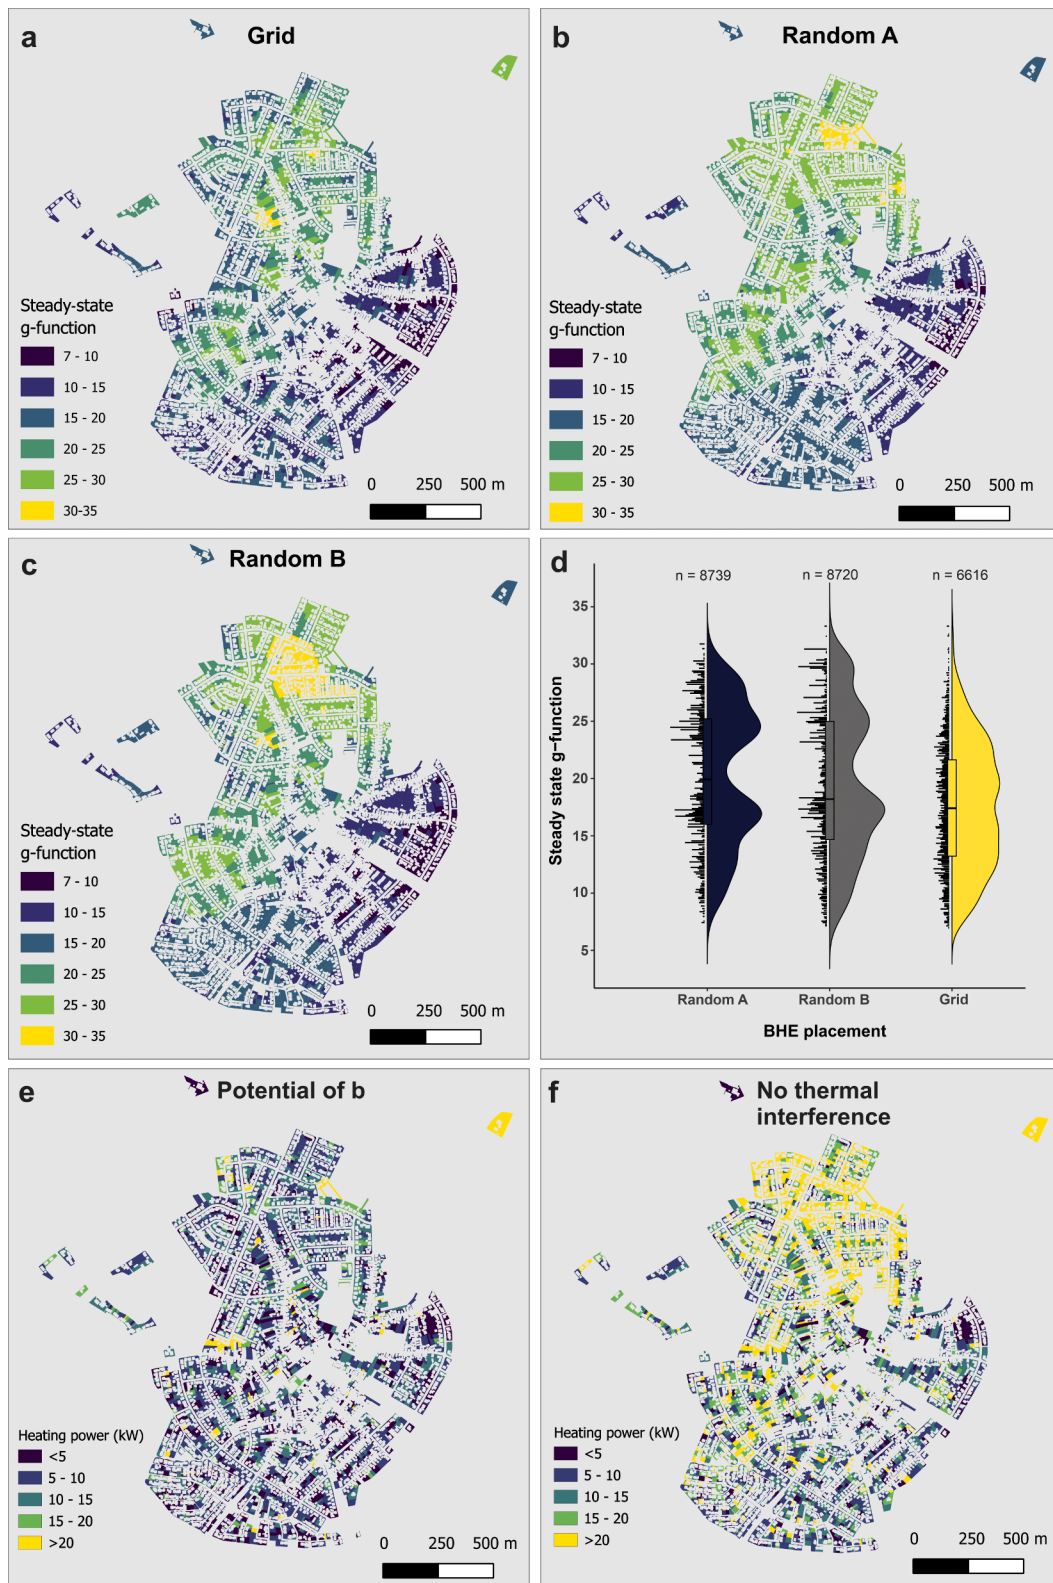 a
Grid
Steady-state
g-function
7 - 10
10 - 15
15 - 20
20 - 25
25 - 30
30-35
0 250 500 m
b
Random A
Steady-state
g-function
7 - 10
10 - 15
15 - 20
20 - 25
25 - 30
30 - 35
0 250 500 m
c
Random B
Steady-state
g-function
7 - 10
10 - 15
15 - 20
20 - 25
25 - 30
30 - 35
0 250 500 m
d
n = 8739 n = 8720 n = 6616
Steady state g-function
35
30
25
20
15
10
5
Random A Random B Grid
BHE placement
e
Potential of b
Heating power (kW)
<5
5 - 10
10 - 15
15 - 20
>20
0 250 500 m
f
No thermal
interference
Heating power (kW)
<5
5 - 10
10 - 15
15 - 20
>20
0 250 500 m